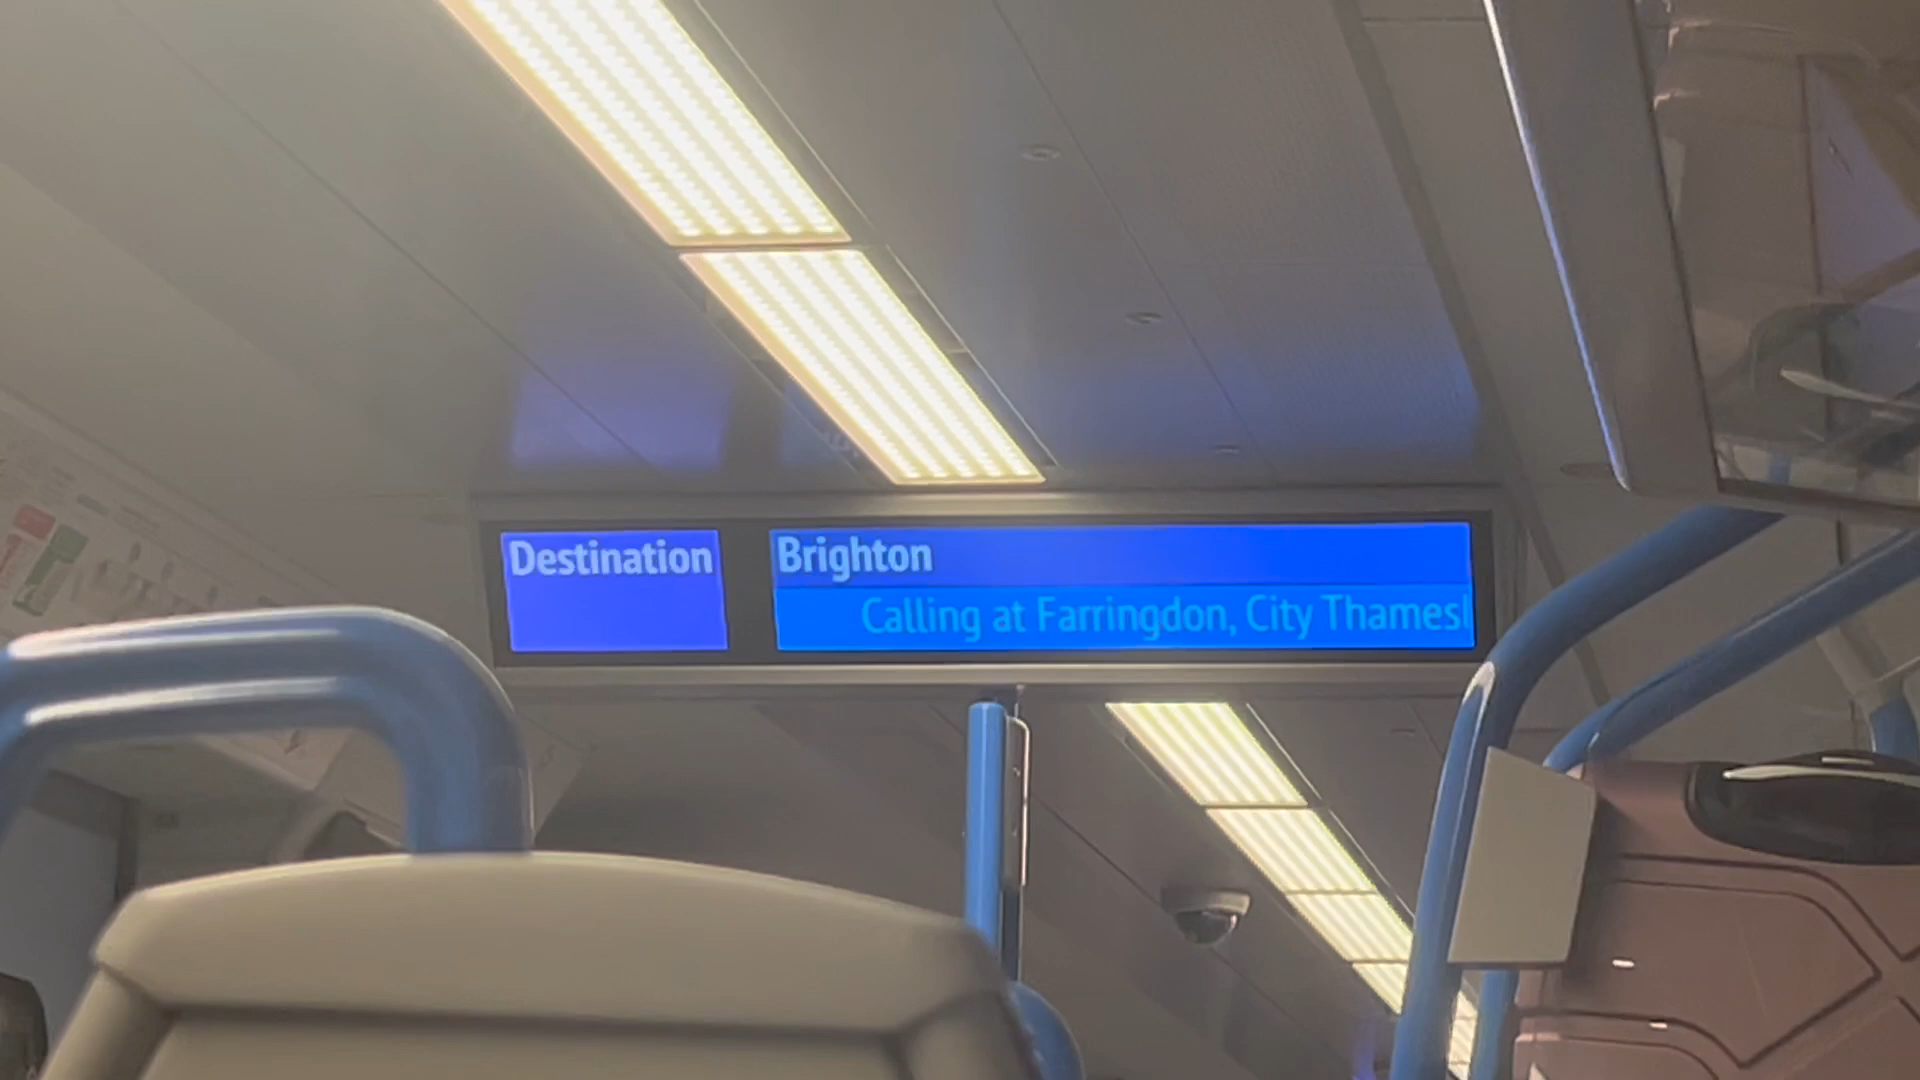 Destination
Brighton
Calling at Farringdon, City Thamesl